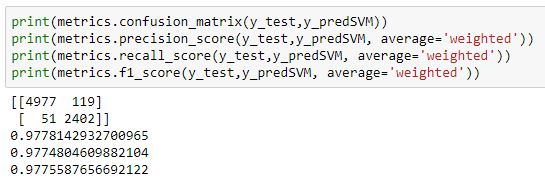 print(metrics.confusion_matrix(y_test,y_predSVM))
print(metrics.precision_score(y_test,y_predSVM, average='weighted'))
print(metrics.recall_score(y_test,y_predSVM, average='weighted'))
print(metrics.f1_score(y_test,y_predSVM, average='weighted'))
[[4977  119]
 [  51 2402]]
0.9778142932700965
0.9774804609882104
0.9775587656692122